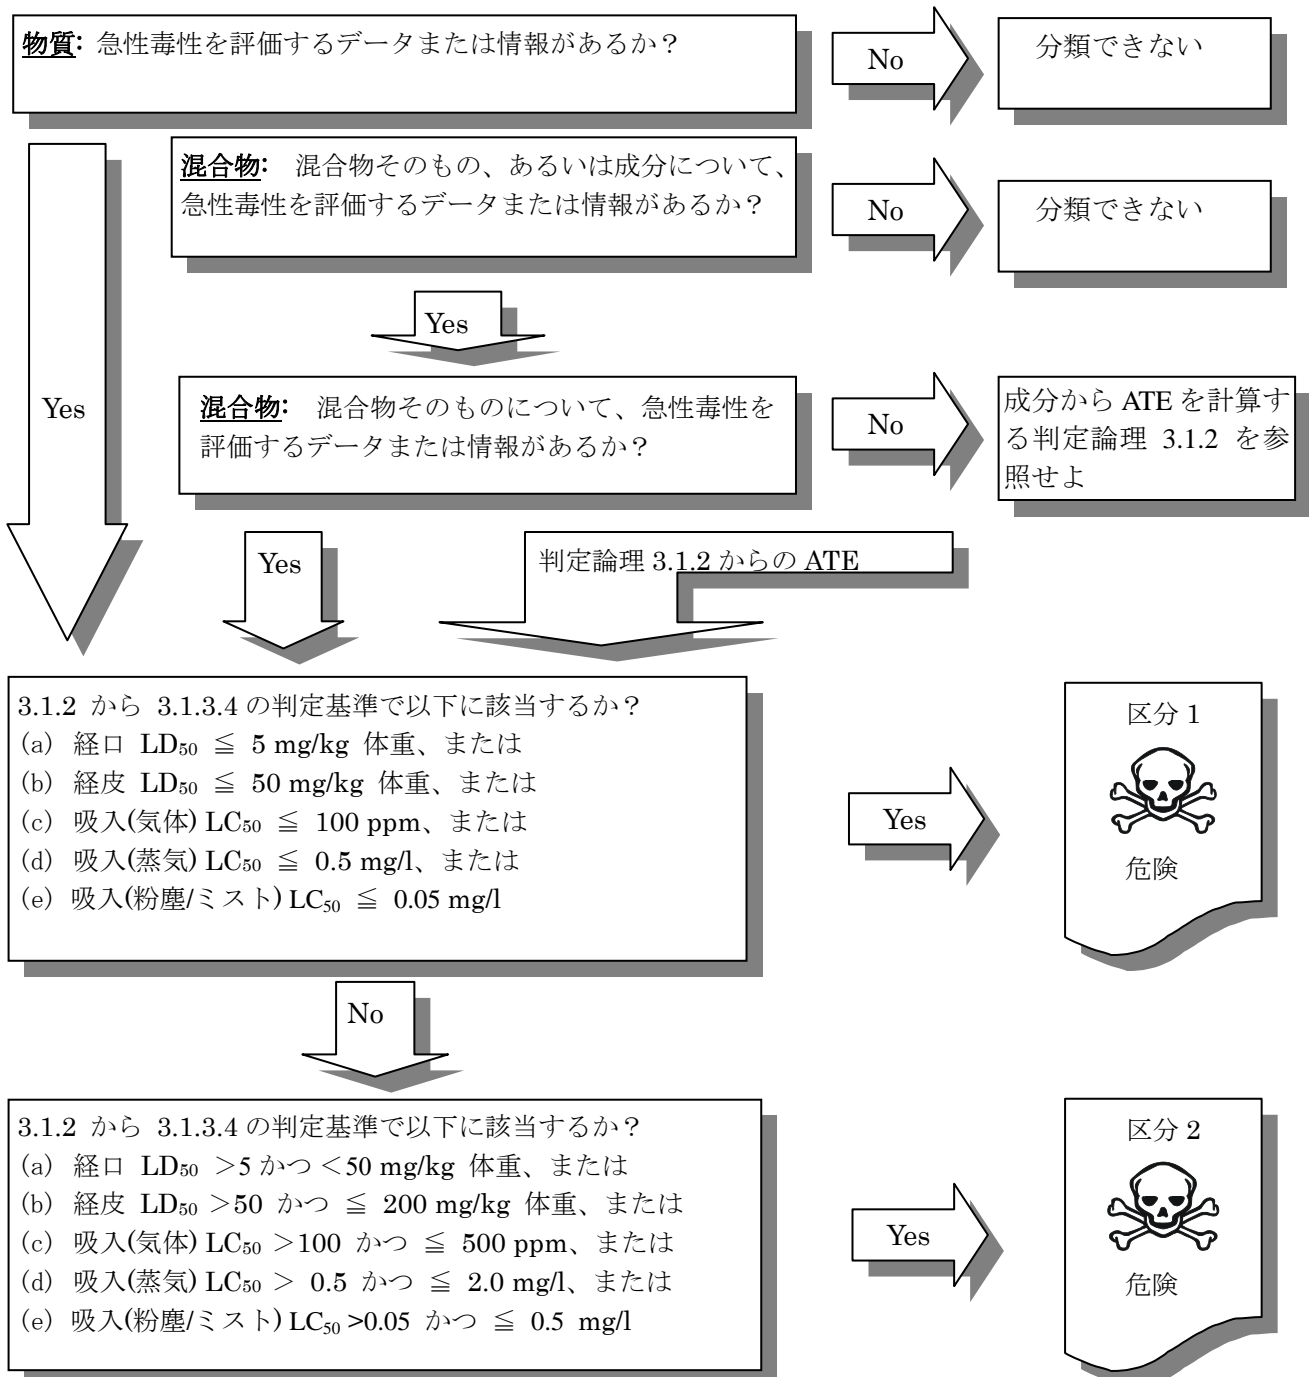 物質: 急性毒性を評価するデータまたは情報があるか？
No
分類できない
混合物: 混合物そのもの、あるいは成分について、
急性毒性を評価するデータまたは情報があるか？
No
分類できない
Yes
Yes
混合物: 混合物そのものについて、急性毒性を
評価するデータまたは情報があるか？
No
成分から ATE を計算す
る判定論理 3.1.2 を参
照せよ
Yes
判定論理 3.1.2 からの ATE
3.1.2 から 3.1.3.4 の判定基準で以下に該当するか？
(a) 経口 LD₅₀ ≦ 5 mg/kg 体重、または
(b) 経皮 LD₅₀ ≦ 50 mg/kg 体重、または
(c) 吸入(気体) LC₅₀ ≦ 100 ppm、または
(d) 吸入(蒸気) LC₅₀ ≦ 0.5 mg/l、または
(e) 吸入(粉塵/ミスト) LC₅₀ ≦ 0.05 mg/l
Yes
区分 1
危険
No
3.1.2 から 3.1.3.4 の判定基準で以下に該当するか？
(a) 経口 LD₅₀ ＞5 かつ ＜50 mg/kg 体重、または
(b) 経皮 LD₅₀ ＞50 かつ ≦ 200 mg/kg 体重、または
(c) 吸入(気体) LC₅₀ ＞100 かつ ≦ 500 ppm、または
(d) 吸入(蒸気) LC₅₀ ＞ 0.5 かつ ≦ 2.0 mg/l、または
(e) 吸入(粉塵/ミスト) LC₅₀ >0.05 かつ ≦ 0.5 mg/l
Yes
区分 2
危険